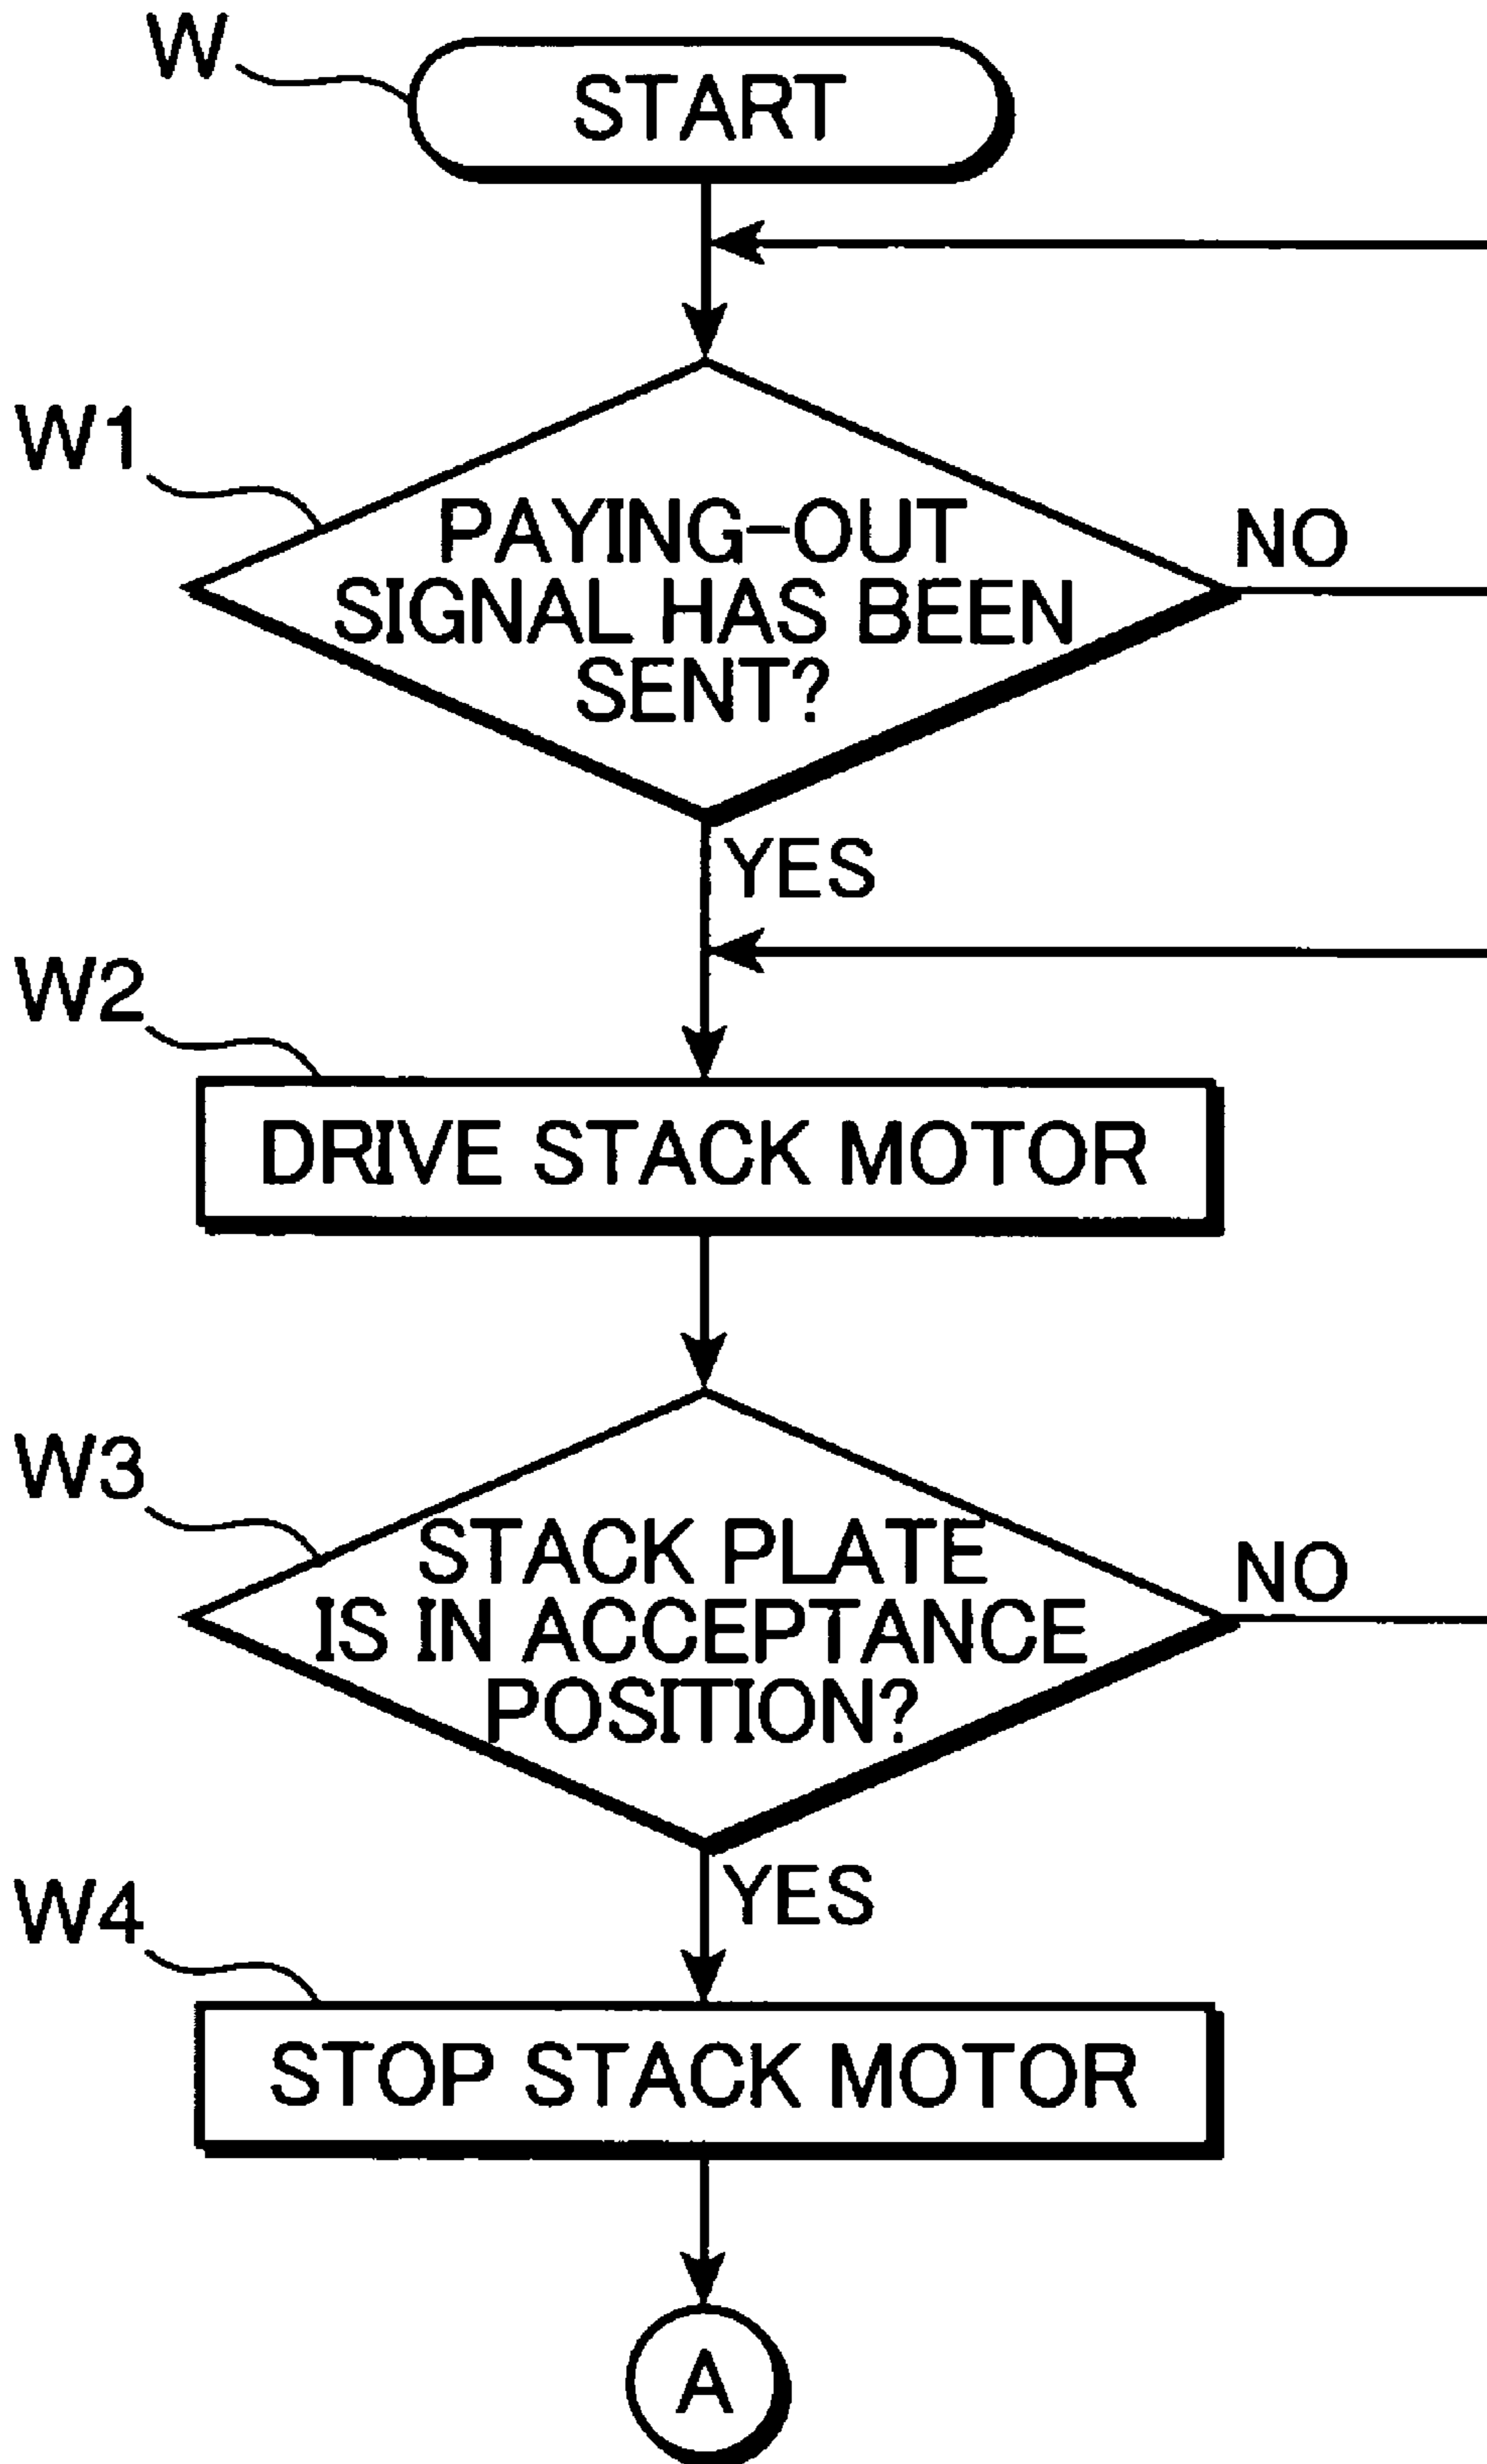 W
START
W1
PAYING-OUT
SIGNAL HAS BEEN
SENT?
NO
YES
W2
DRIVE STACK MOTOR
W3
STACK PLATE
IS IN ACCEPTANCE
POSITION?
NO
YES
W4
STOP STACK MOTOR
A